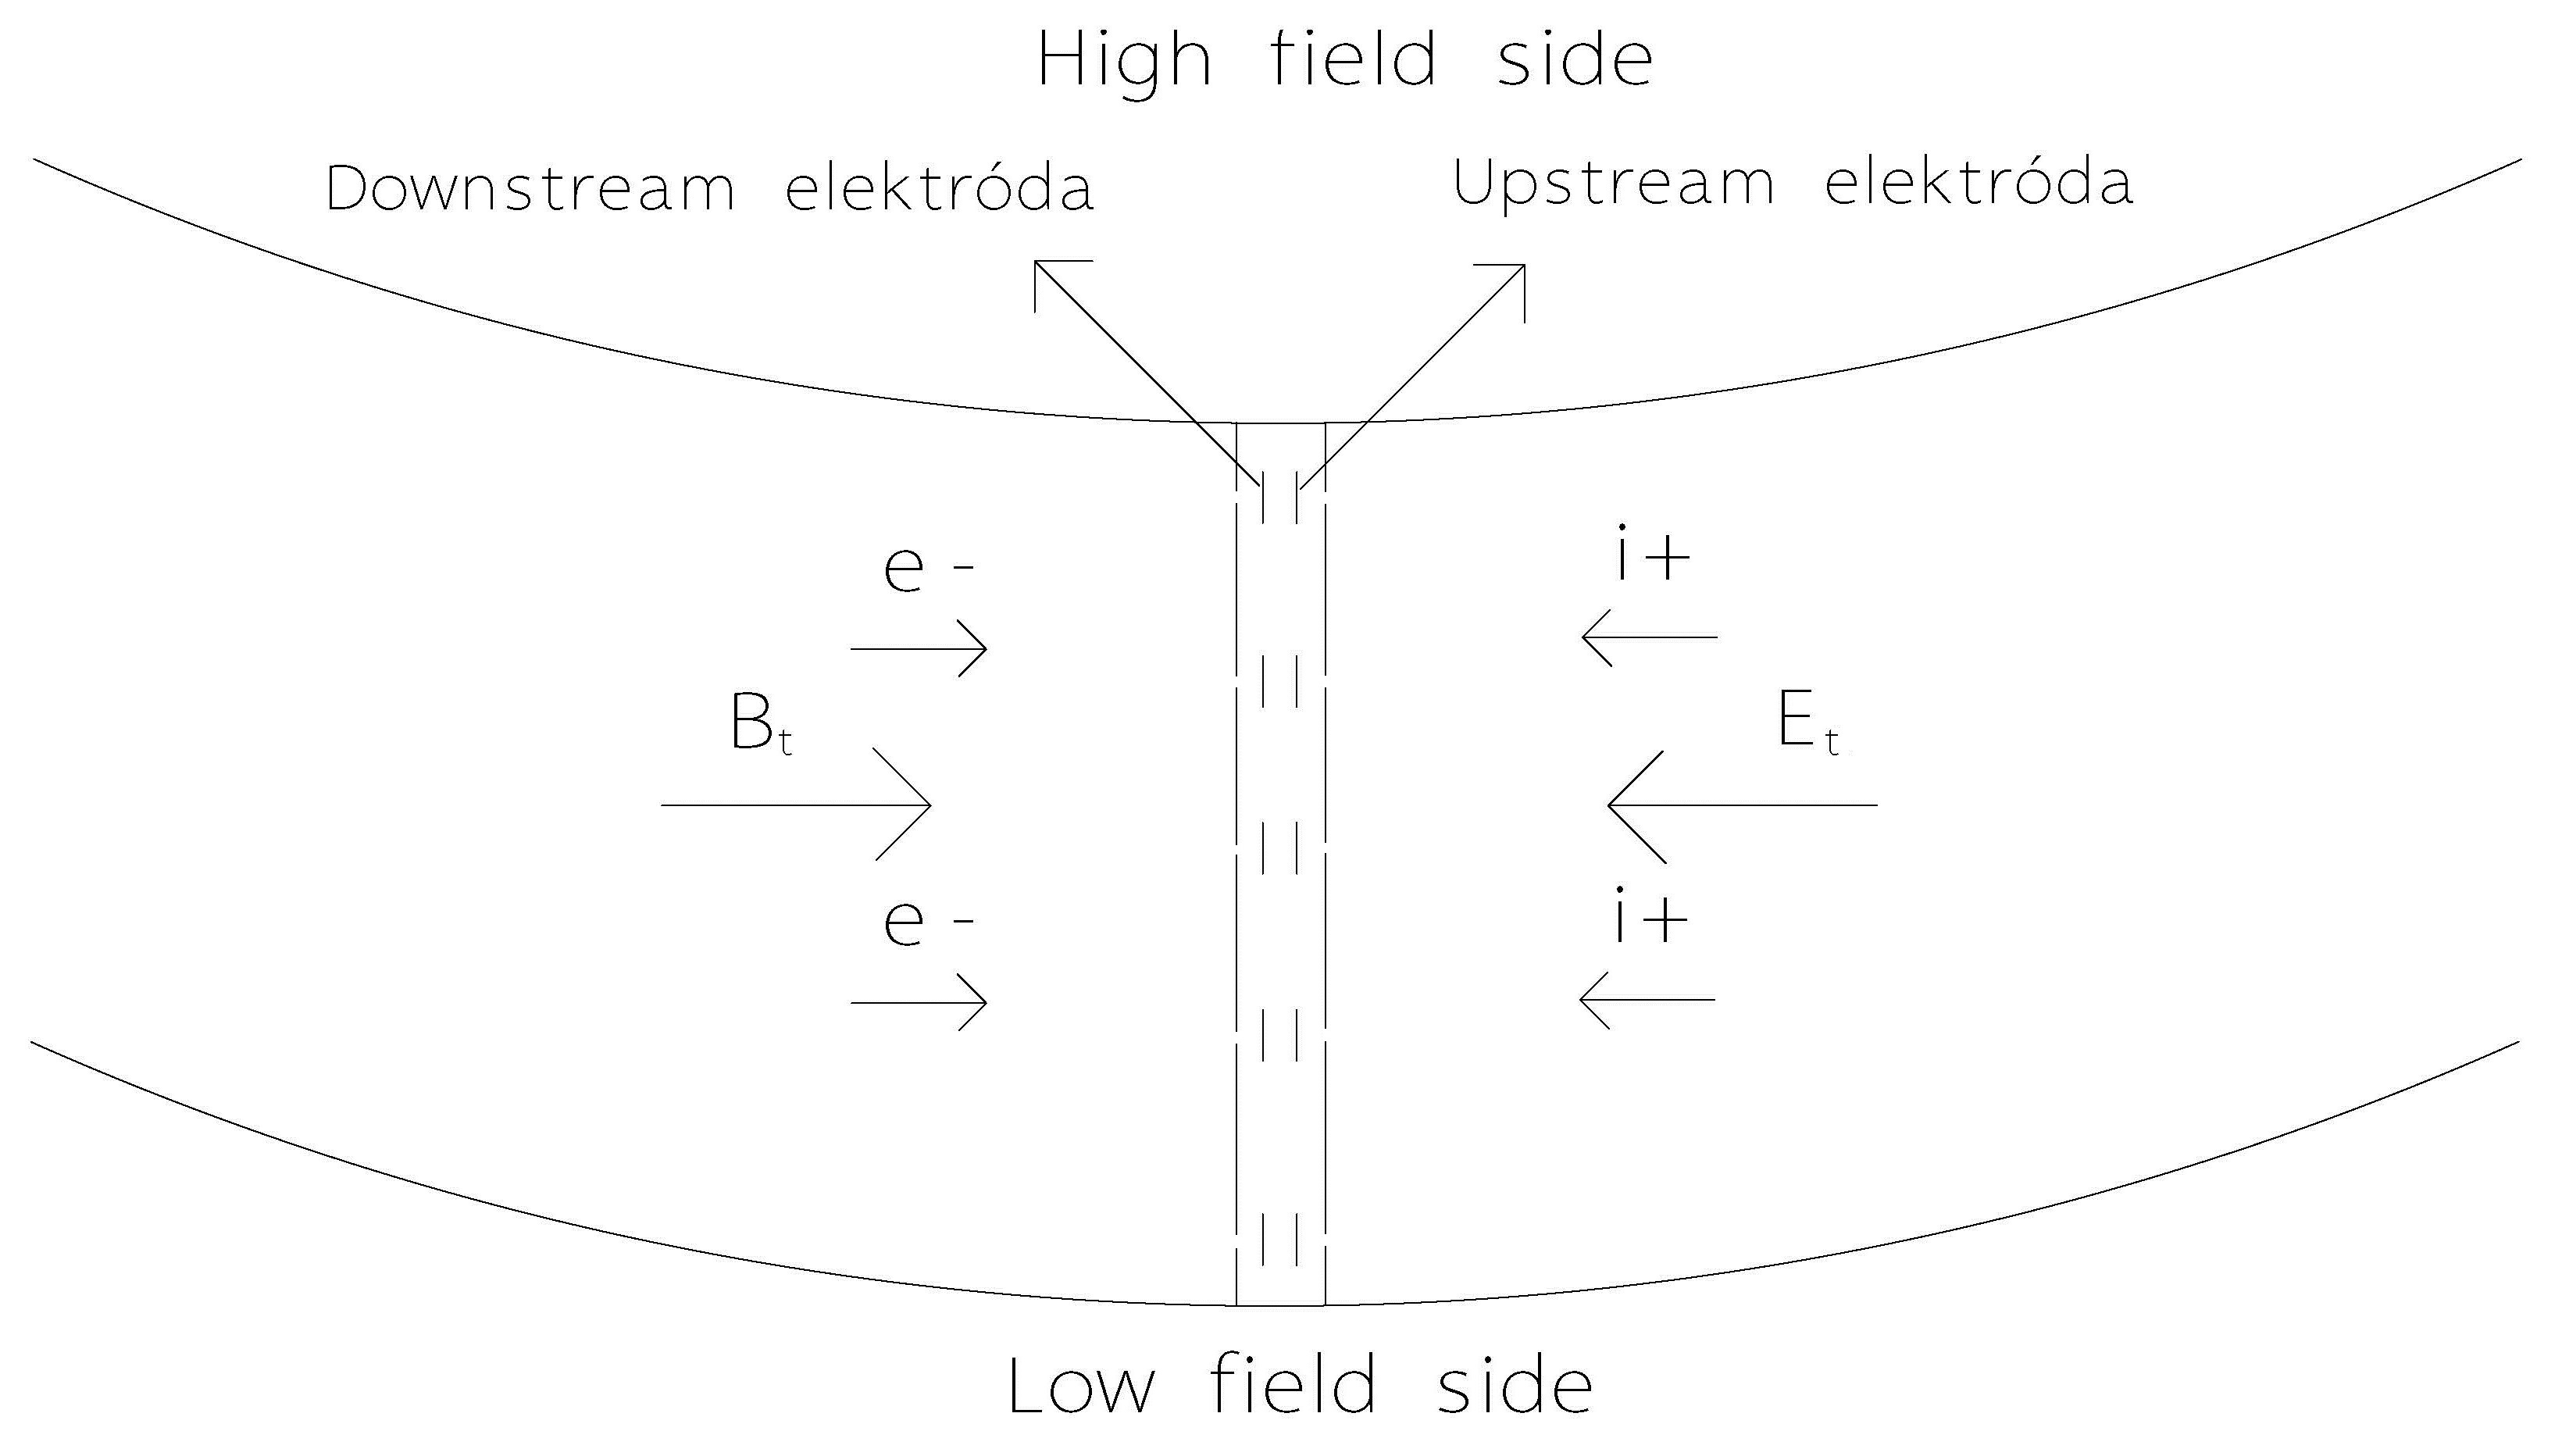 High field side
Downstream elektróda
Upstream elektróda
e -
i+
Bt
Et
e -
i+
Low field side